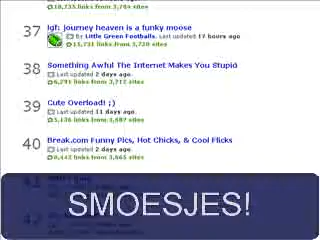 18,733 links from 3,764 sites
37
lgf: journey heaven is a funky moose
By Little Green Footballs. Last updated 17 hours ago
11,731 links from 3,720 sites
38
Something Awful The Internet Makes You Stupid
Last updated 2 days ago.
6,291 links from 3,712 sites
39
Cute Overload! ;)
Last updated 11 days ago.
5,136 links from 3,687 sites
40
Break.com Funny Pics, Hot Chicks, & Cool Flicks
Last updated 2 days ago.
8,442 links from 3,665 sites
SMOESJES!